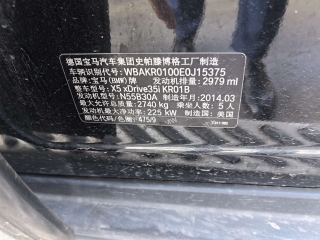 德国宝马汽车集团史帕滕博格工厂制造
车辆识别代号: WBAKR0100E0J15375
品牌: 宝马(BMW)牌 发动机排量: 2979 ml
整车型号: X5 xDrive35i KR01B
发动机型号: N55B30A 制造年月: 2014.03
最大允许总质量: 2740 kg 乘坐人数: 5 人
发动机最大净功率: 225 kW 制造国: 美国
颜色代码/色号: 475/9